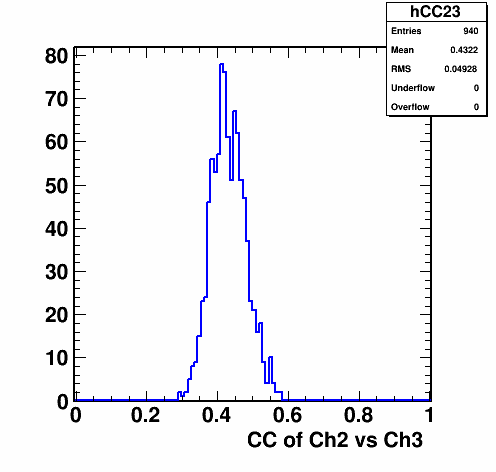 hCC23
Entries 940
Mean 0.4322
RMS 0.04928
Underflow 0
Overflow 0
80
70
60
50
40
30
20
10
0
0 0.2 0.4 0.6 0.8 1
CC of Ch2 vs Ch3